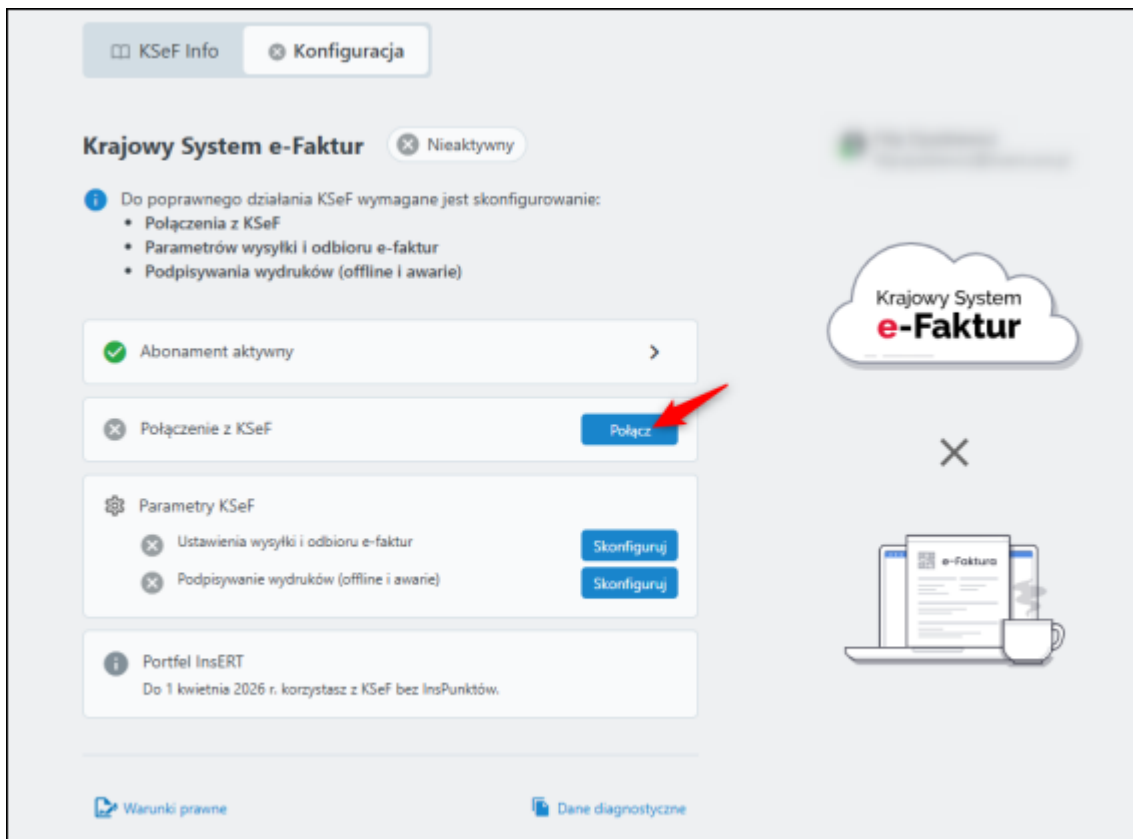 KSeF Info
Konfiguracja
Krajowy System e-Faktur
Nieaktywny
Do poprawnego działania KSeF wymagane jest skonfigurowanie:
• Połączenia z KSeF
• Parametrów wysyłki i odbioru e-faktur
• Podpisywania wydruków (offline i awarie)
Abonament aktywny
Połączenie z KSeF
Połącz
Parametry KSeF
Ustawienia wysyłki i odbioru e-faktur
Skonfiguruj
Podpisywanie wydruków (offline i awarie)
Skonfiguruj
Portfel InsERT
Do 1 kwietnia 2026 r. korzystasz z KSeF bez InsPunktów.
Warunki prawne
Dane diagnostyczne
Krajowy System
e-Faktur
e-Faktura